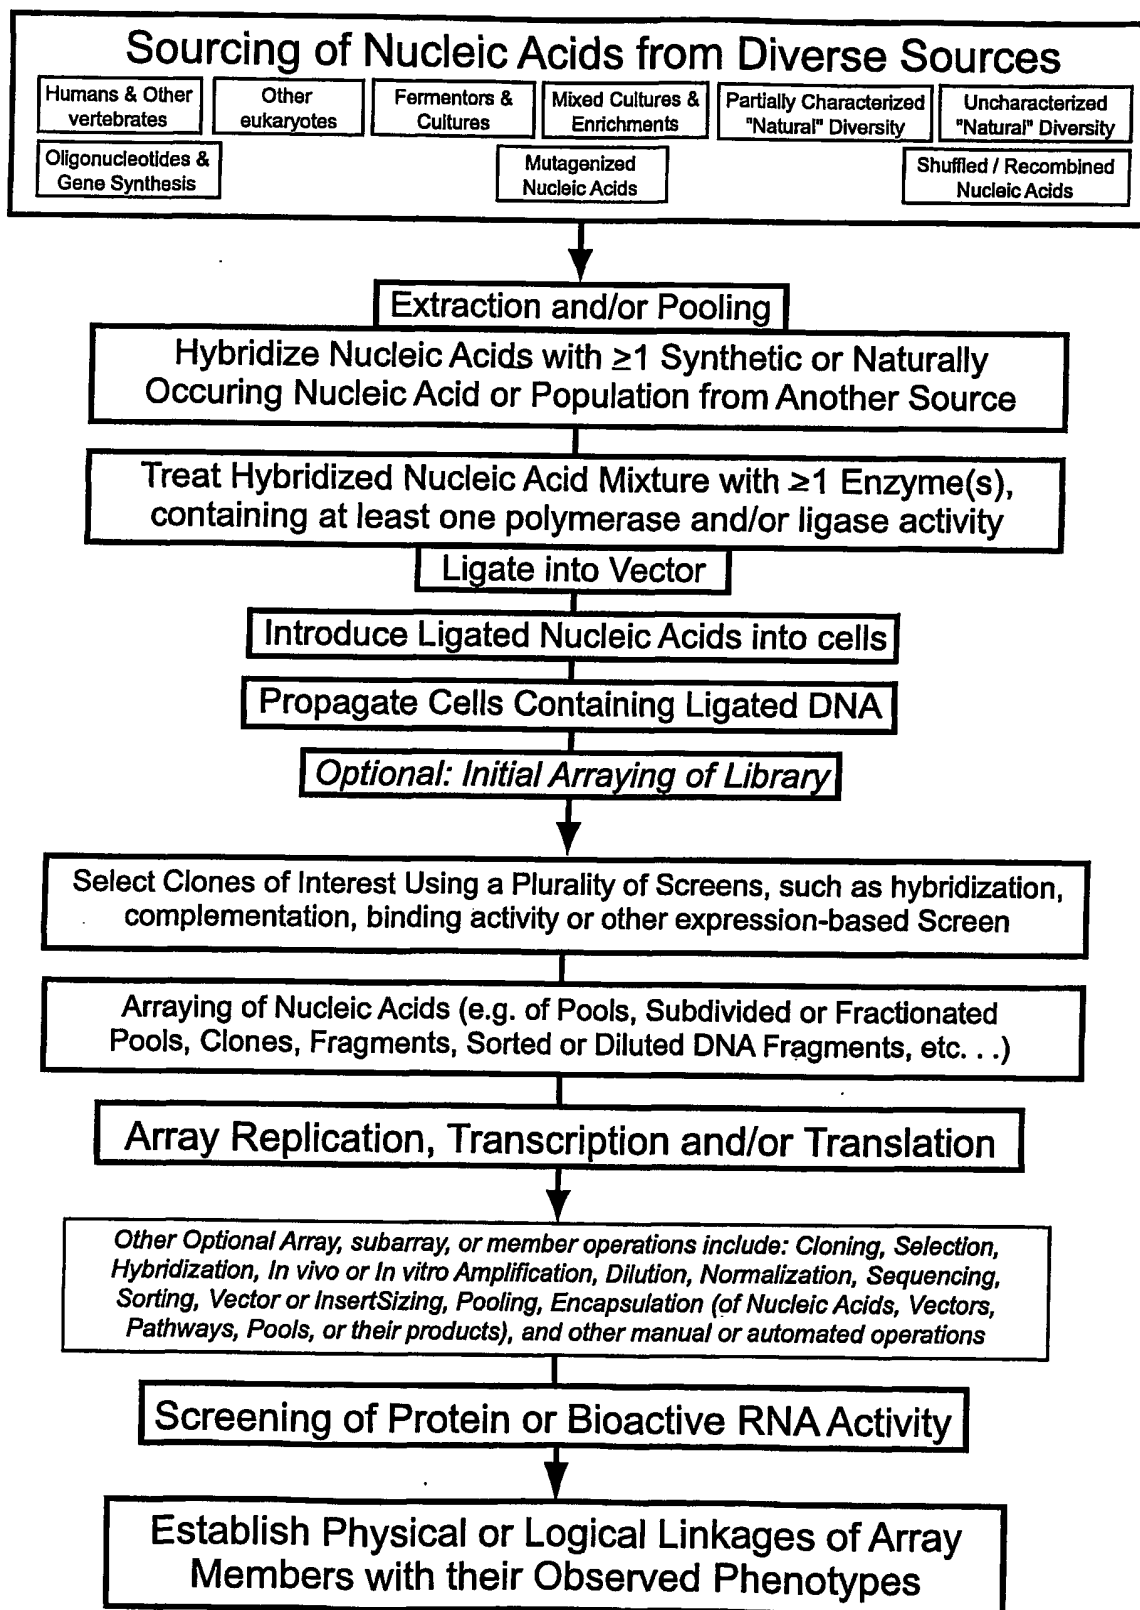 Sourcing of Nucleic Acids from Diverse Sources
Humans & Other
vertebrates
Other
eukaryotes
Fermentors &
Cultures
Mixed Cultures &
Enrichments
Partially Characterized
"Natural" Diversity
Uncharacterized
"Natural" Diversity
Oligonucleotides &
Gene Synthesis
Mutagenized
Nucleic Acids
Shuffled / Recombined
Nucleic Acids
Extraction and/or Pooling
Hybridize Nucleic Acids with ≥1 Synthetic or Naturally
Occuring Nucleic Acid or Population from Another Source
Treat Hybridized Nucleic Acid Mixture with ≥1 Enzyme(s),
containing at least one polymerase and/or ligase activity
Ligate into Vector
Introduce Ligated Nucleic Acids into cells
Propagate Cells Containing Ligated DNA
Optional: Initial Arraying of Library
Select Clones of Interest Using a Plurality of Screens, such as hybridization,
complementation, binding activity or other expression-based Screen
Arraying of Nucleic Acids (e.g. of Pools, Subdivided or Fractionated
Pools, Clones, Fragments, Sorted or Diluted DNA Fragments, etc. . .)
Array Replication, Transcription and/or Translation
Other Optional Array, subarray, or member operations include: Cloning, Selection,
Hybridization, In vivo or In vitro Amplification, Dilution, Normalization, Sequencing,
Sorting, Vector or InsertSizing, Pooling, Encapsulation (of Nucleic Acids, Vectors,
Pathways, Pools, or their products), and other manual or automated operations
Screening of Protein or Bioactive RNA Activity
Establish Physical or Logical Linkages of Array
Members with their Observed Phenotypes